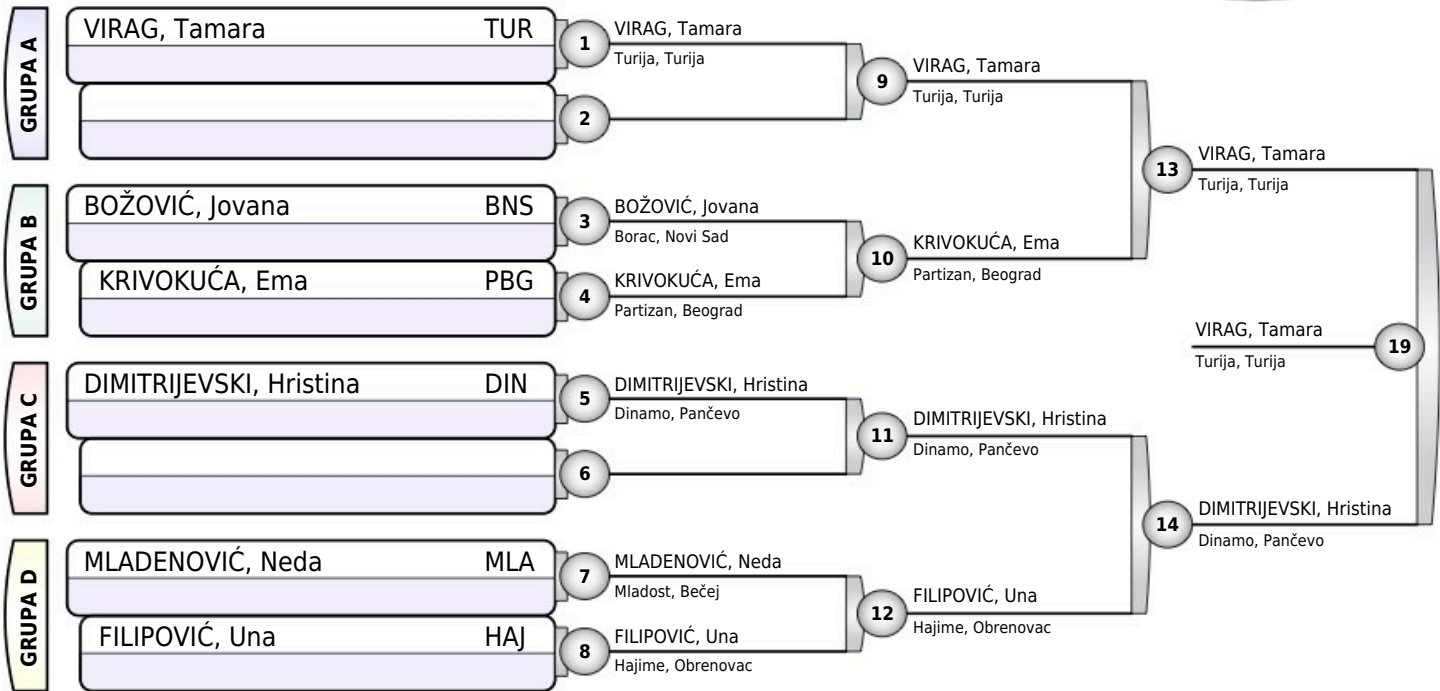 GRUPA A
VIRAG, Tamara TUR
1
VIRAG, Tamara
Turija, Turija
2
9
VIRAG, Tamara
Turija, Turija
GRUPA B
BOŽOVIĆ, Jovana BNS
3
BOŽOVIĆ, Jovana
Borac, Novi Sad
KRIVOKUĆA, Ema PBG
4
KRIVOKUĆA, Ema
Partizan, Beograd
10
KRIVOKUĆA, Ema
Partizan, Beograd
13
VIRAG, Tamara
Turija, Turija
GRUPA C
DIMITRIJEVSKI, Hristina DIN
5
DIMITRIJEVSKI, Hristina
Dinamo, Pančevo
6
11
DIMITRIJEVSKI, Hristina
Dinamo, Pančevo
GRUPA D
MLADENOVIĆ, Neda MLA
7
MLADENOVIĆ, Neda
Mladost, Bečej
FILIPOVIĆ, Una HAJ
8
FILIPOVIĆ, Una
Hajime, Obrenovac
12
FILIPOVIĆ, Una
Hajime, Obrenovac
14
DIMITRIJEVSKI, Hristina
Dinamo, Pančevo
VIRAG, Tamara
Turija, Turija
19